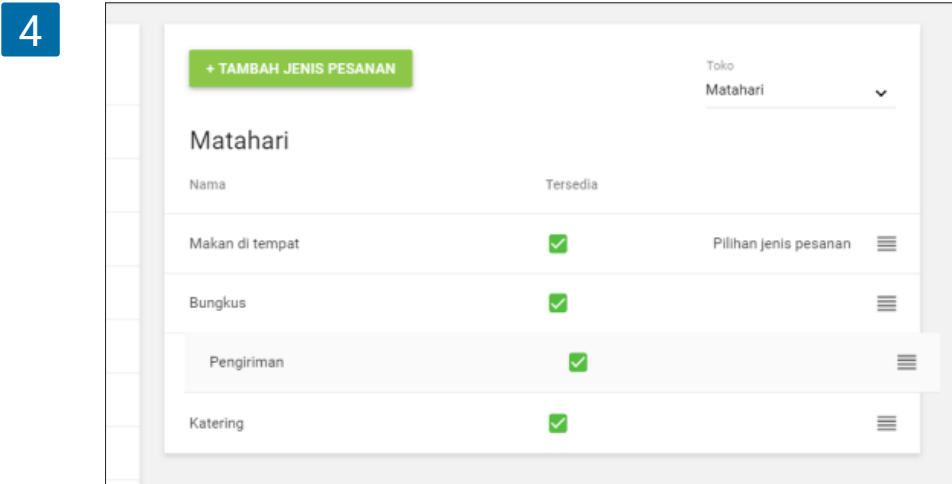 4
+ TAMBAH JENIS PESANAN
Toko
Matahari
Matahari
Nama Tersedia
Makan di tempat Pilihan jenis pesanan
Bungkus
Pengiriman
Katering